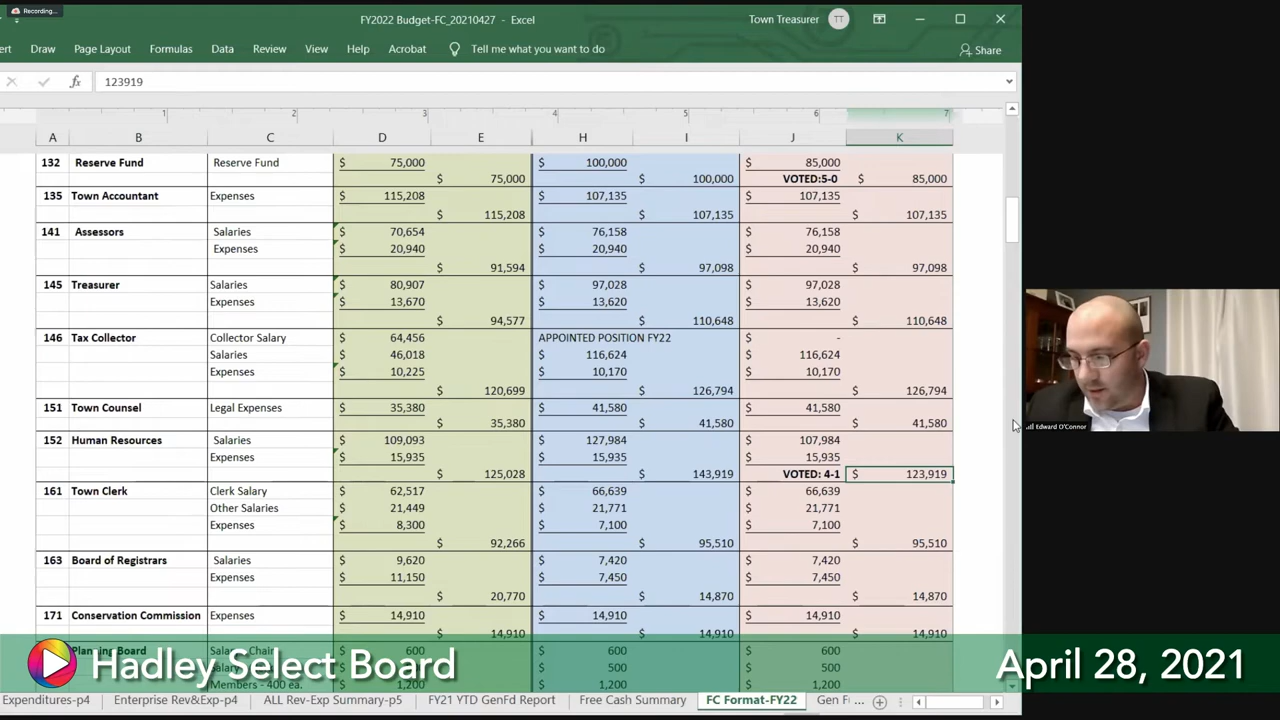 Recording...
FY2022 Budget-FC_20210427 - Excel
Town Treasurer TT
Draw Page Layout Formulas Data Review View Help Acrobat Tell me what you want to do Share
fx 123919
1 2 3 4 5 6 7
A B C D E H I J K
132 Reserve Fund Reserve Fund $ 75,000 $ 100,000 $ 85,000
$ 75,000 $ 100,000 VOTED:5-0 $ 85,000
135 Town Accountant Expenses $ 115,208 $ 107,135 $ 107,135
$ 115,208 $ 107,135 $ 107,135
141 Assessors Salaries $ 70,654 $ 76,158 $ 76,158
Expenses $ 20,940 $ 20,940 $ 20,940
$ 91,594 $ 97,098 $ 97,098
145 Treasurer Salaries $ 80,907 $ 97,028 $ 97,028
Expenses $ 13,670 $ 13,620 $ 13,620
$ 94,577 $ 110,648 $ 110,648
146 Tax Collector Collector Salary $ 64,456 APPOINTED POSITION FY22 $ -
Salaries $ 46,018 $ 116,624 $ 116,624
Expenses $ 10,225 $ 10,170 $ 10,170
$ 120,699 $ 126,794 $ 126,794
151 Town Counsel Legal Expenses $ 35,380 $ 41,580 $ 41,580
$ 35,380 $ 41,580 $ 41,580
152 Human Resources Salaries $ 109,093 $ 127,984 $ 107,984
Expenses $ 15,935 $ 15,935 $ 15,935
$ 125,028 $ 143,919 VOTED: 4-1 $ 123,919
161 Town Clerk Clerk Salary $ 62,517 $ 66,639 $ 66,639
Other Salaries $ 21,449 $ 21,771 $ 21,771
Expenses $ 8,300 $ 7,100 $ 7,100
$ 92,266 $ 95,510 $ 95,510
163 Board of Registrars Salaries $ 9,620 $ 7,420 $ 7,420
Expenses $ 11,150 $ 7,450 $ 7,450
$ 20,770 $ 14,870 $ 14,870
171 Conservation Commission Expenses $ 14,910 $ 14,910 $ 14,910
$ 14,910 $ 14,910 $ 14,910
Planning Board $ 600 $ 600 $ 600
$ 500 $ 500 $ 500
Members - 400 ea. $ 1,200 $ 1,200 $ 1,200
Edward O'Connor
Hadley Select Board
April 28, 2021
Expenditures-p4 Enterprise Rev&Exp-p4 ALL Rev-Exp Summary-p5 FY21 YTD GenFd Report Free Cash Summary FC Format-FY22